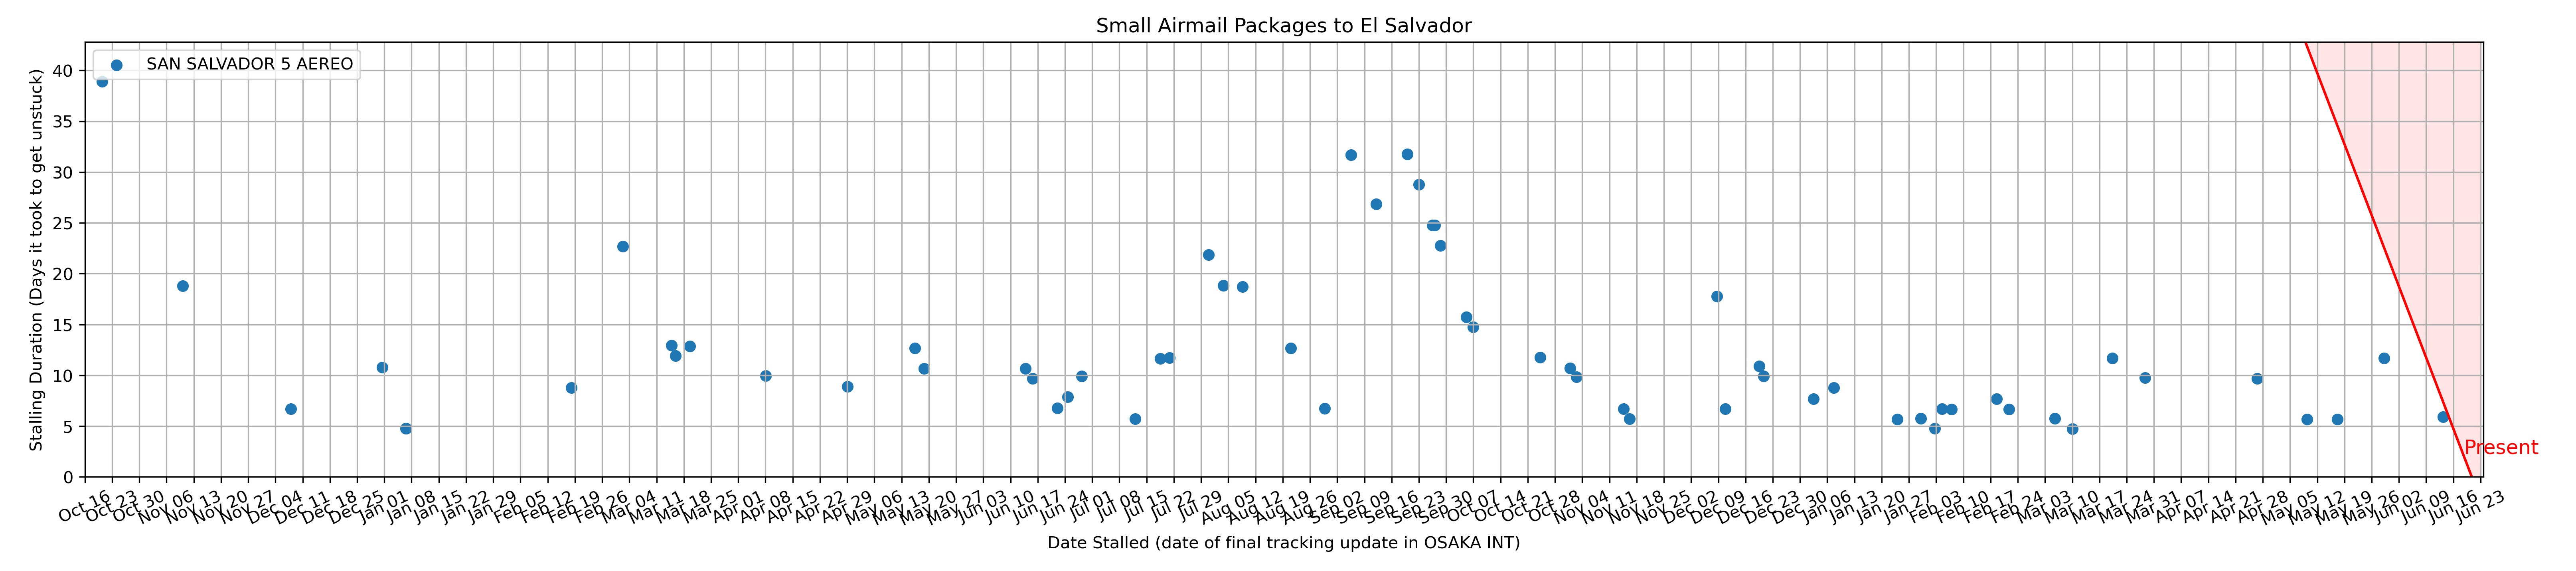 Small Airmail Packages to El Salvador
SAN SALVADOR 5 AEREO
Stalling Duration (Days it took to get unstuck)
40
35
30
25
20
15
10
5
0
Present
Oct 16
Oct 23
Oct 30
Nov 06
Nov 13
Nov 20
Nov 27
Dec 04
Dec 11
Dec 18
Dec 25
Jan 01
Jan 08
Jan 15
Jan 22
Jan 29
Feb 05
Feb 12
Feb 19
Feb 26
Mar 04
Mar 11
Mar 18
Mar 25
Apr 01
Apr 08
Apr 15
Apr 22
Apr 29
May 06
May 13
May 20
May 27
Jun 03
Jun 10
Jun 17
Jun 24
Jul 01
Jul 08
Jul 15
Jul 22
Jul 29
Aug 05
Aug 12
Aug 19
Aug 26
Sep 02
Sep 09
Sep 16
Sep 23
Sep 30
Oct 07
Oct 14
Oct 21
Oct 28
Nov 04
Nov 11
Nov 18
Nov 25
Dec 02
Dec 09
Dec 16
Dec 23
Dec 30
Jan 06
Jan 13
Jan 20
Jan 27
Feb 03
Feb 10
Feb 17
Feb 24
Mar 03
Mar 10
Mar 17
Mar 24
Mar 31
Apr 07
Apr 14
Apr 21
Apr 28
May 05
May 12
May 19
May 26
Jun 02
Jun 09
Jun 16
Jun 23
Date Stalled (date of final tracking update in OSAKA INT)